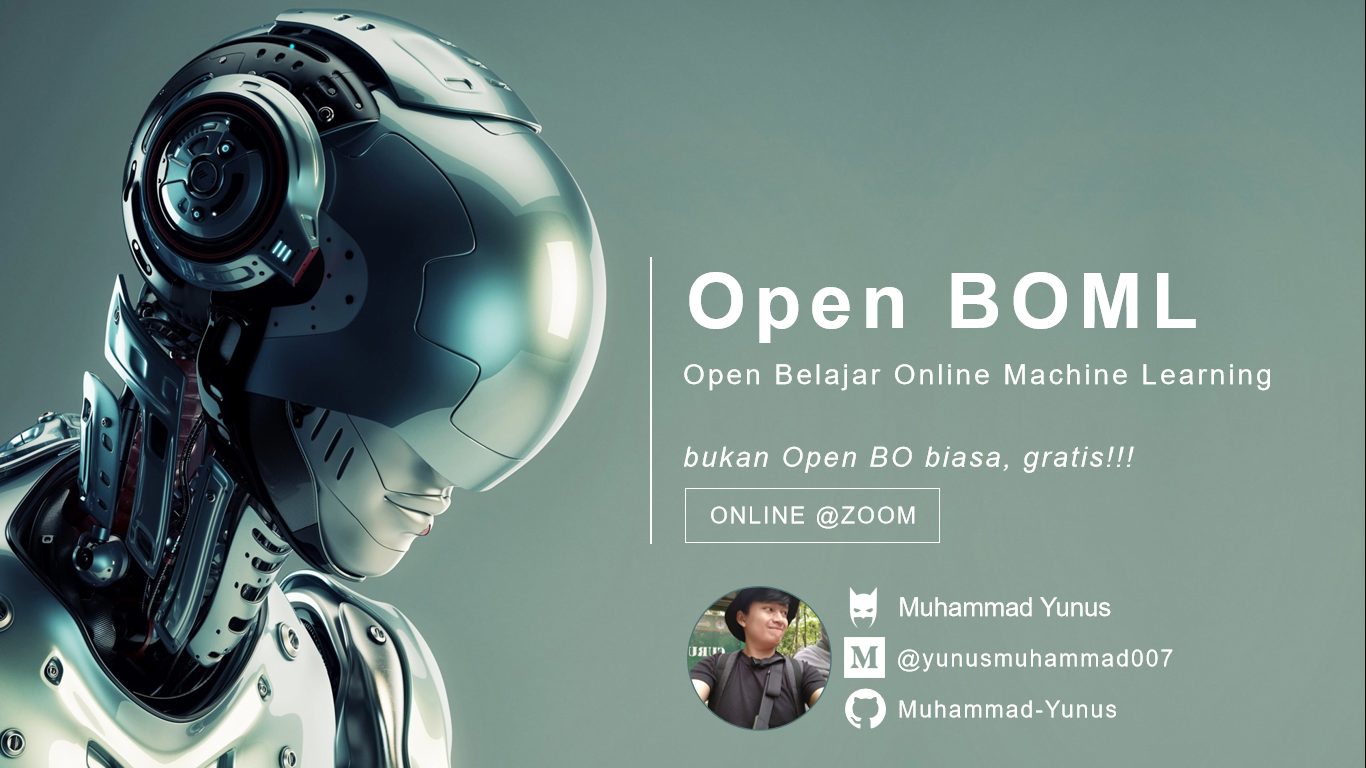 Open BOML
Open Belajar Online Machine Learning
bukan Open BO biasa, gratis!!!
ONLINE @ZOOM
Muhammad Yunus
M @yunusmuhammad007
Muhammad-Yunus